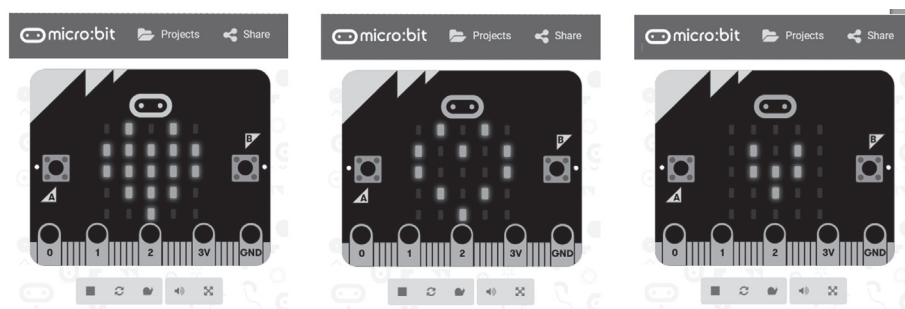 micro:bit Projects Share
B
A
0 1 2 3V GND
micro:bit Projects Share
B
A
0 1 2 3V GND
micro:bit Projects Share
B
A
0 1 2 3V GND